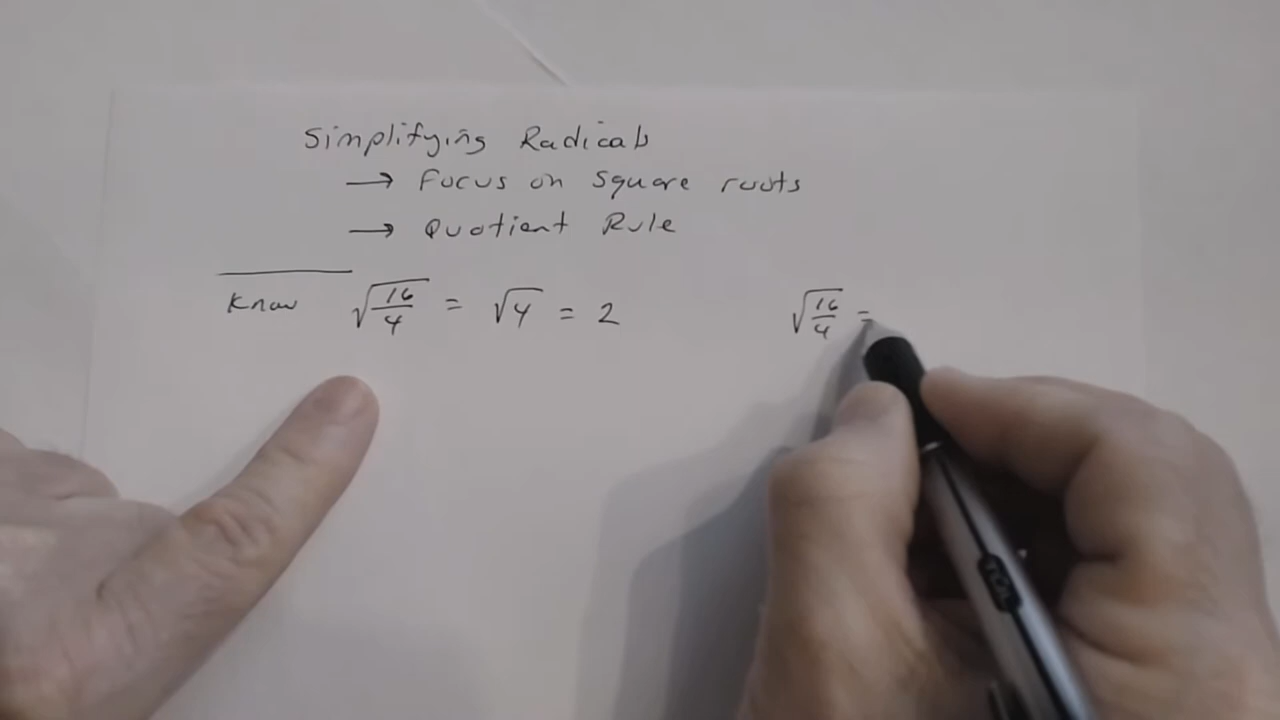 Simplifying Radicals
→ Focus on Square roots
→ Quotient Rule
Know √(16/4) = √4 = 2 √(16/4) =